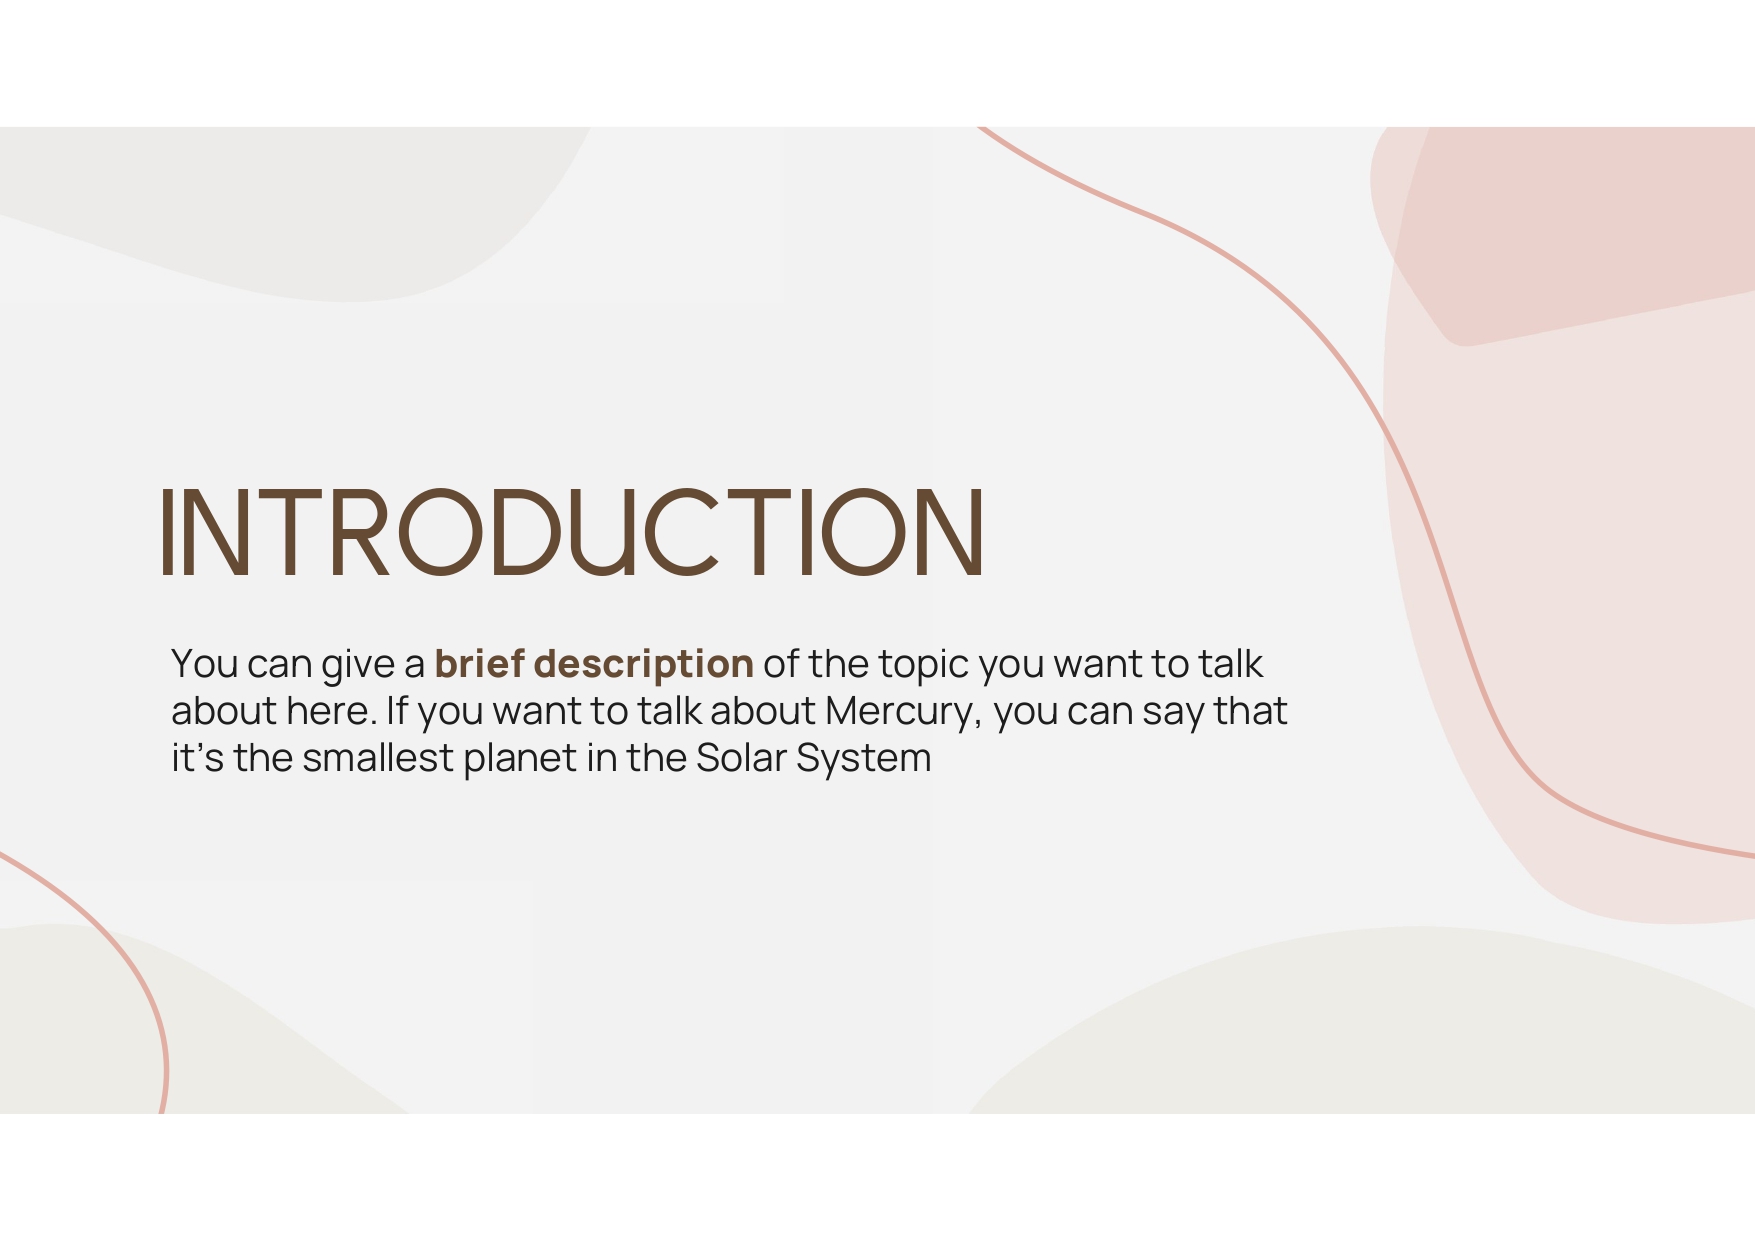 INTRODUCTION
You can give a brief description of the topic you want to talk
about here. If you want to talk about Mercury, you can say that
it’s the smallest planet in the Solar System